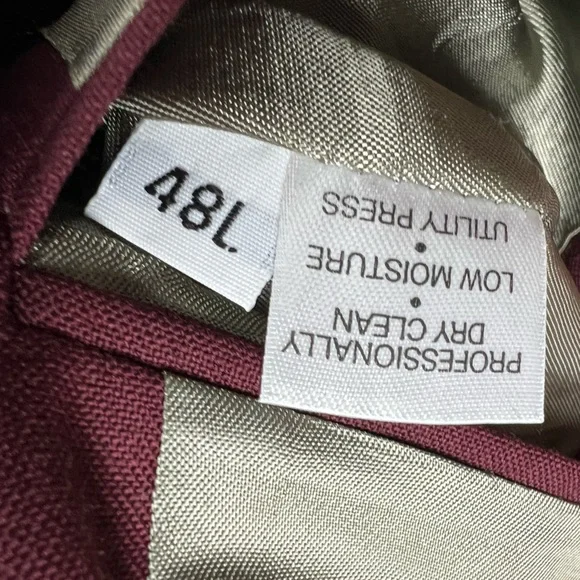 48L
PROFESSIONALLY
DRY CLEAN
•
LOW MOISTURE
•
UTILITY PRESS